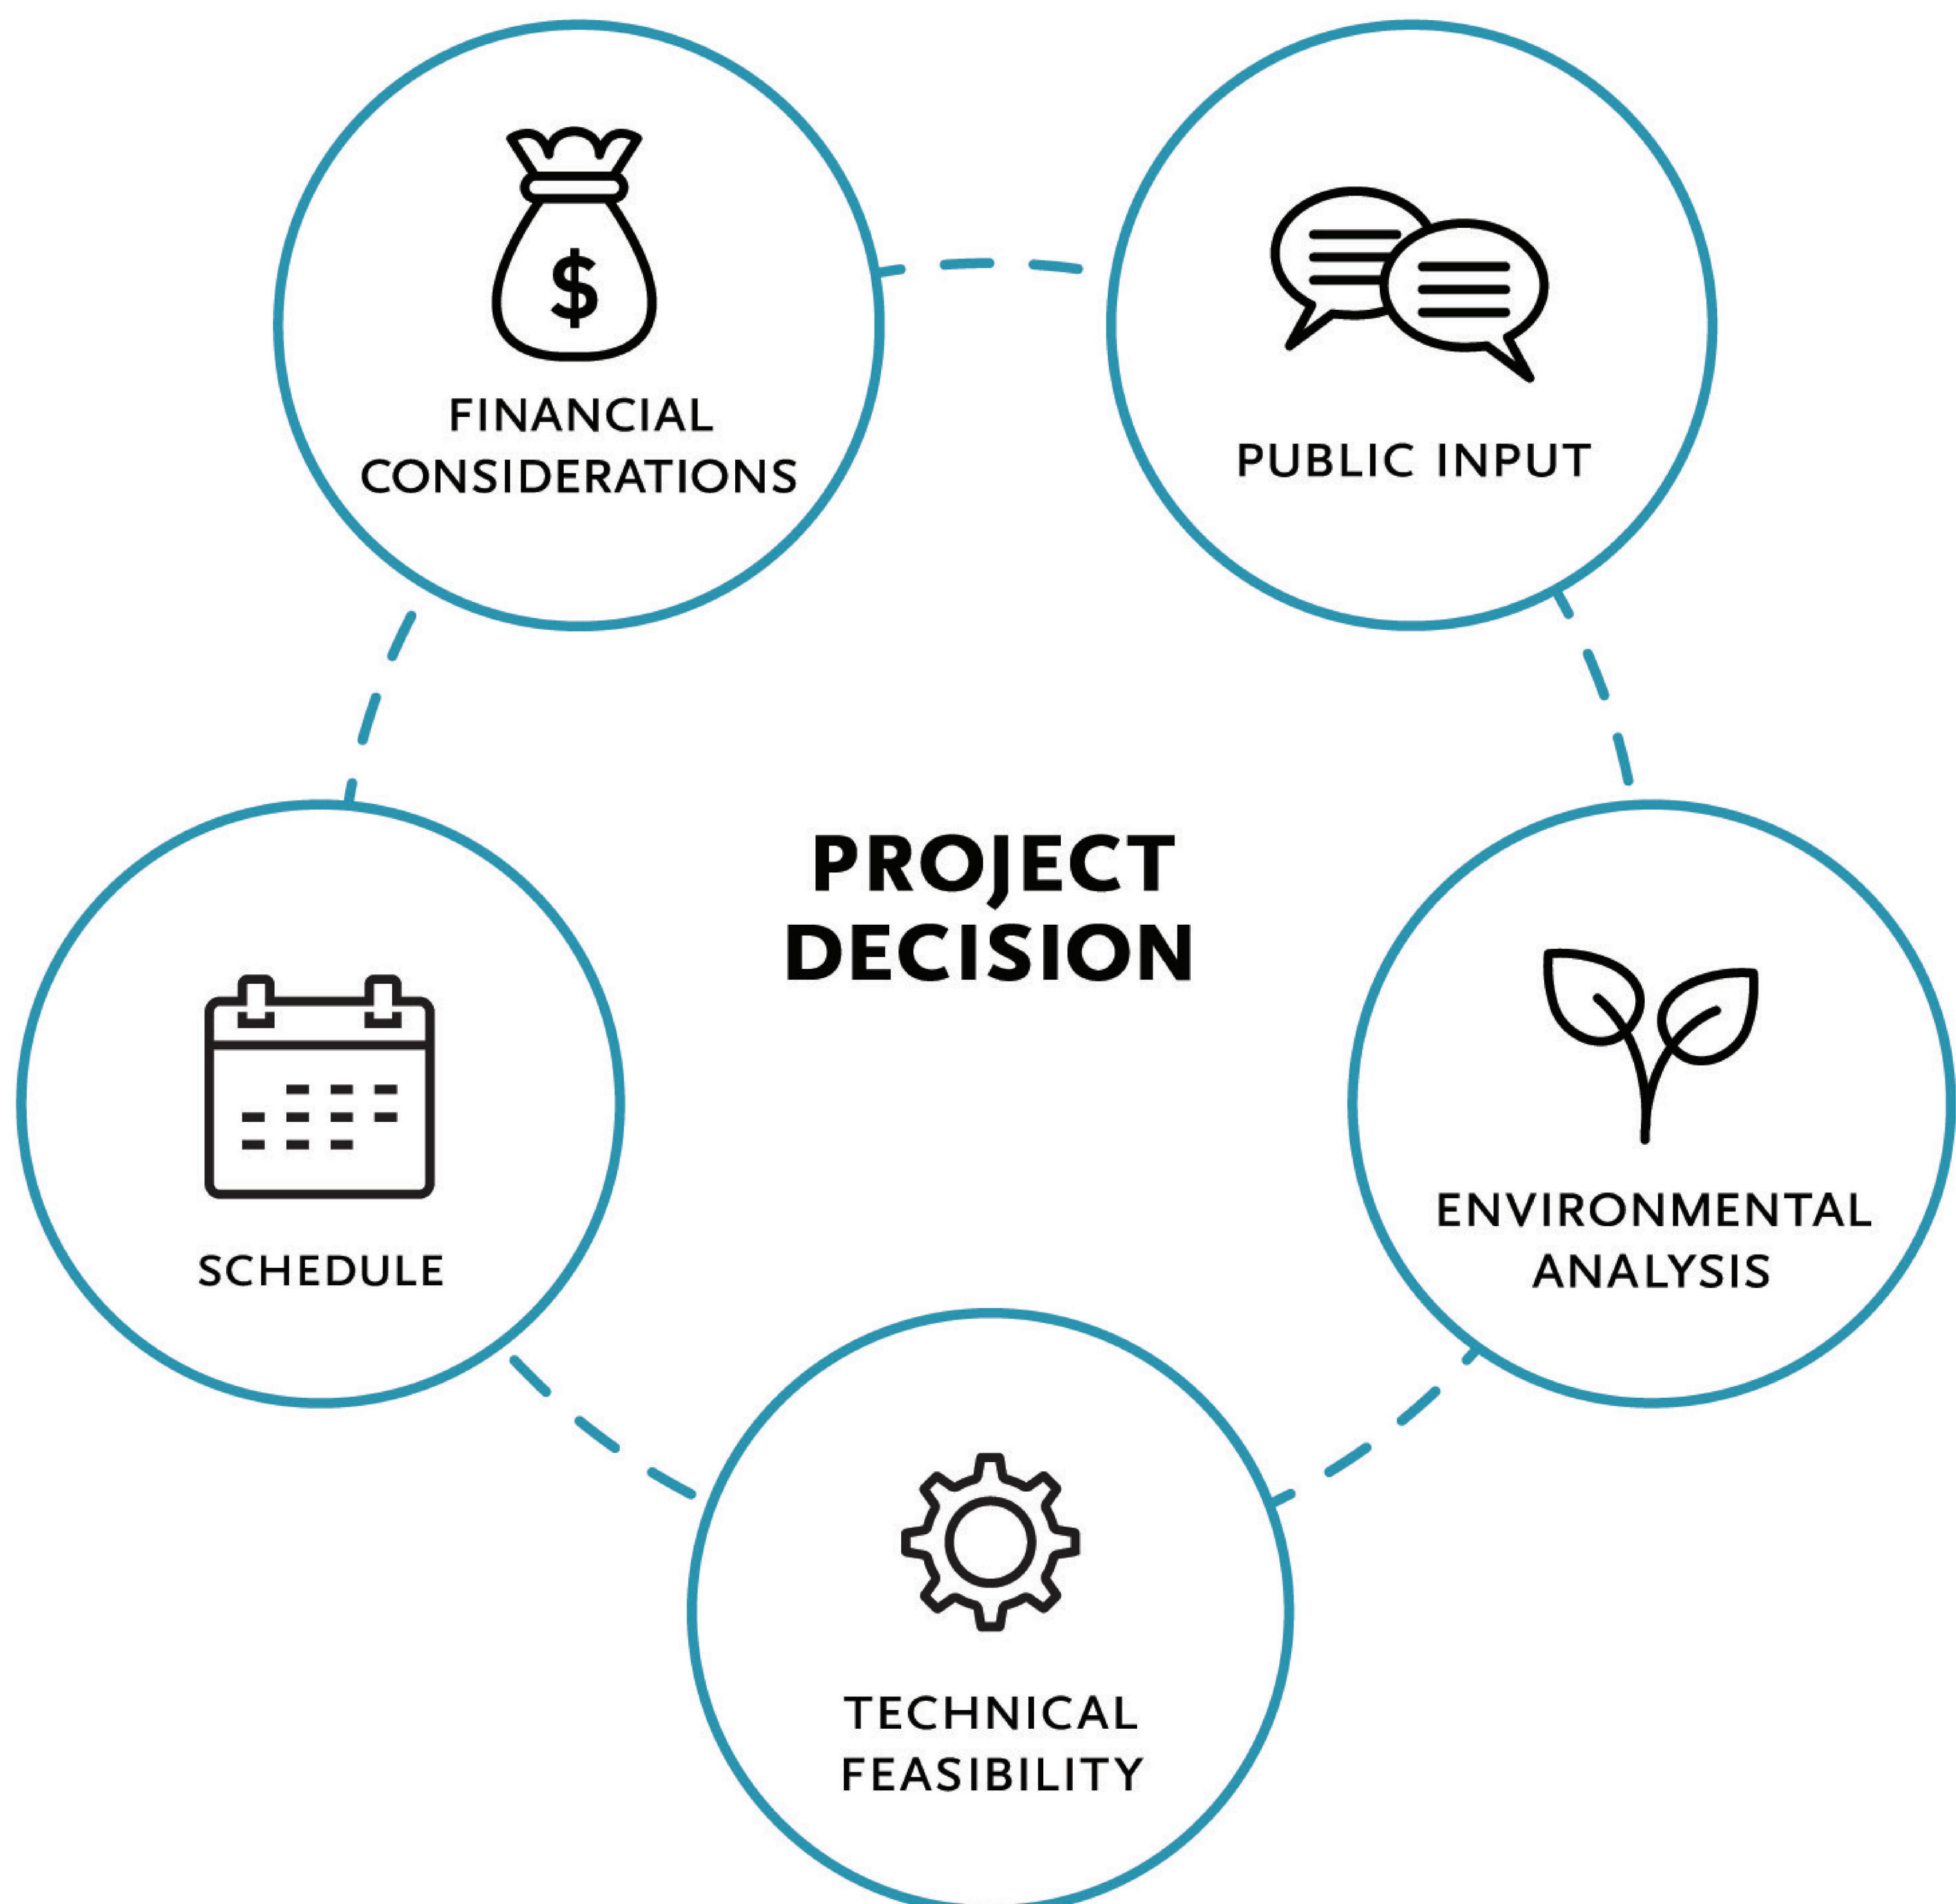 FINANCIAL
CONSIDERATIONS
PUBLIC INPUT
PROJECT
DECISION
SCHEDULE
ENVIRONMENTAL
ANALYSIS
TECHNICAL
FEASIBILITY
$